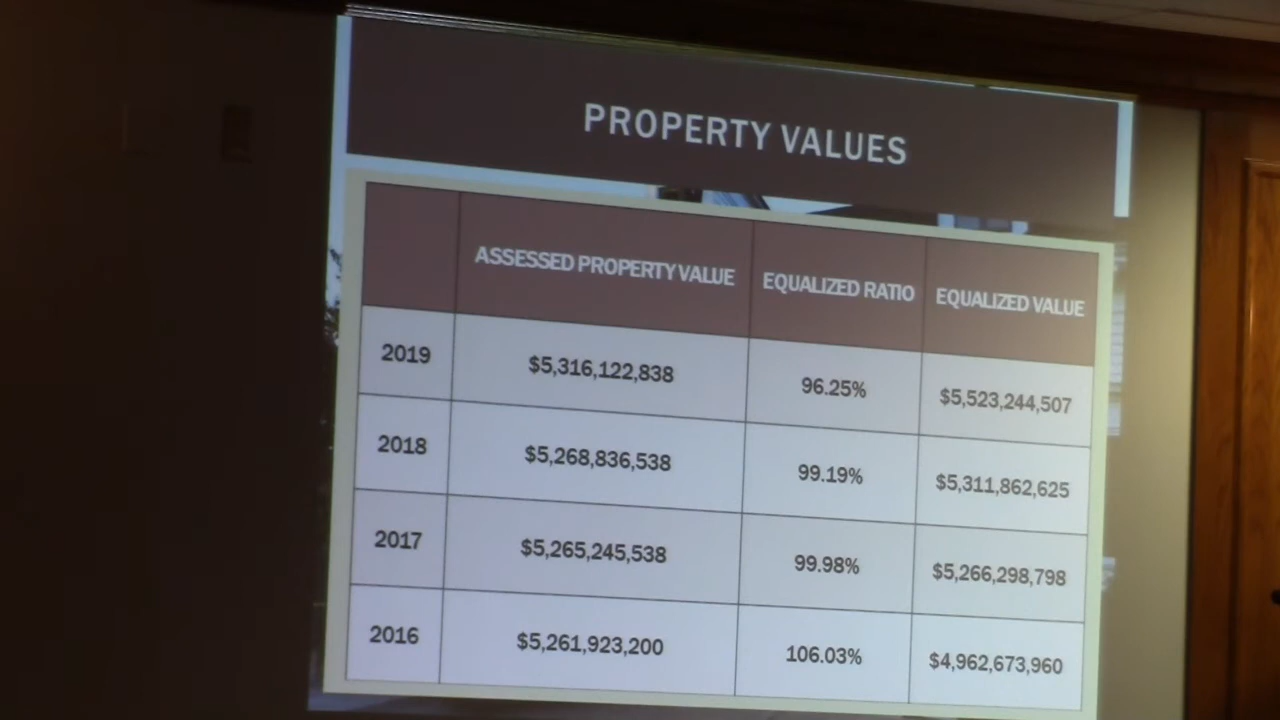 PROPERTY VALUES
ASSESSED PROPERTY VALUE EQUALIZED RATIO EQUALIZED VALUE
2019 $5,316,122,838 96.25% $5,523,244,507
2018 $5,268,836,538 99.19% $5,311,862,625
2017 $5,265,245,538 99.98% $5,266,298,798
2016 $5,261,923,200 106.03% $4,962,673,960